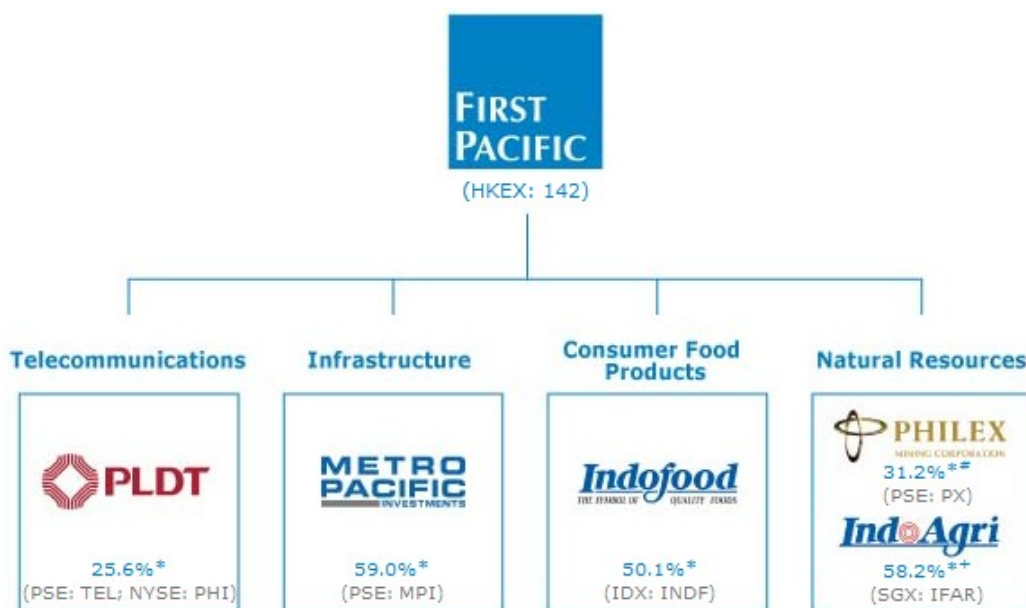 FIRST
PACIFIC
(HKEX: 142)
Telecommunications
Infrastructure
Consumer Food
Products
Natural Resources
PLDT
25.6%*
(PSE: TEL; NYSE: PHI)
METRO
PACIFIC
INVESTMENTS
59.0%*
(PSE: MPI)
Indofood
THE SYMBOL OF QUALITY FOODS
50.1%*
(IDX: INDF)
PHILEX
MINING CORPORATION
31.2%*#
(PSE: PX)
IndoAgri
58.2%*+
(SGX: IFAR)